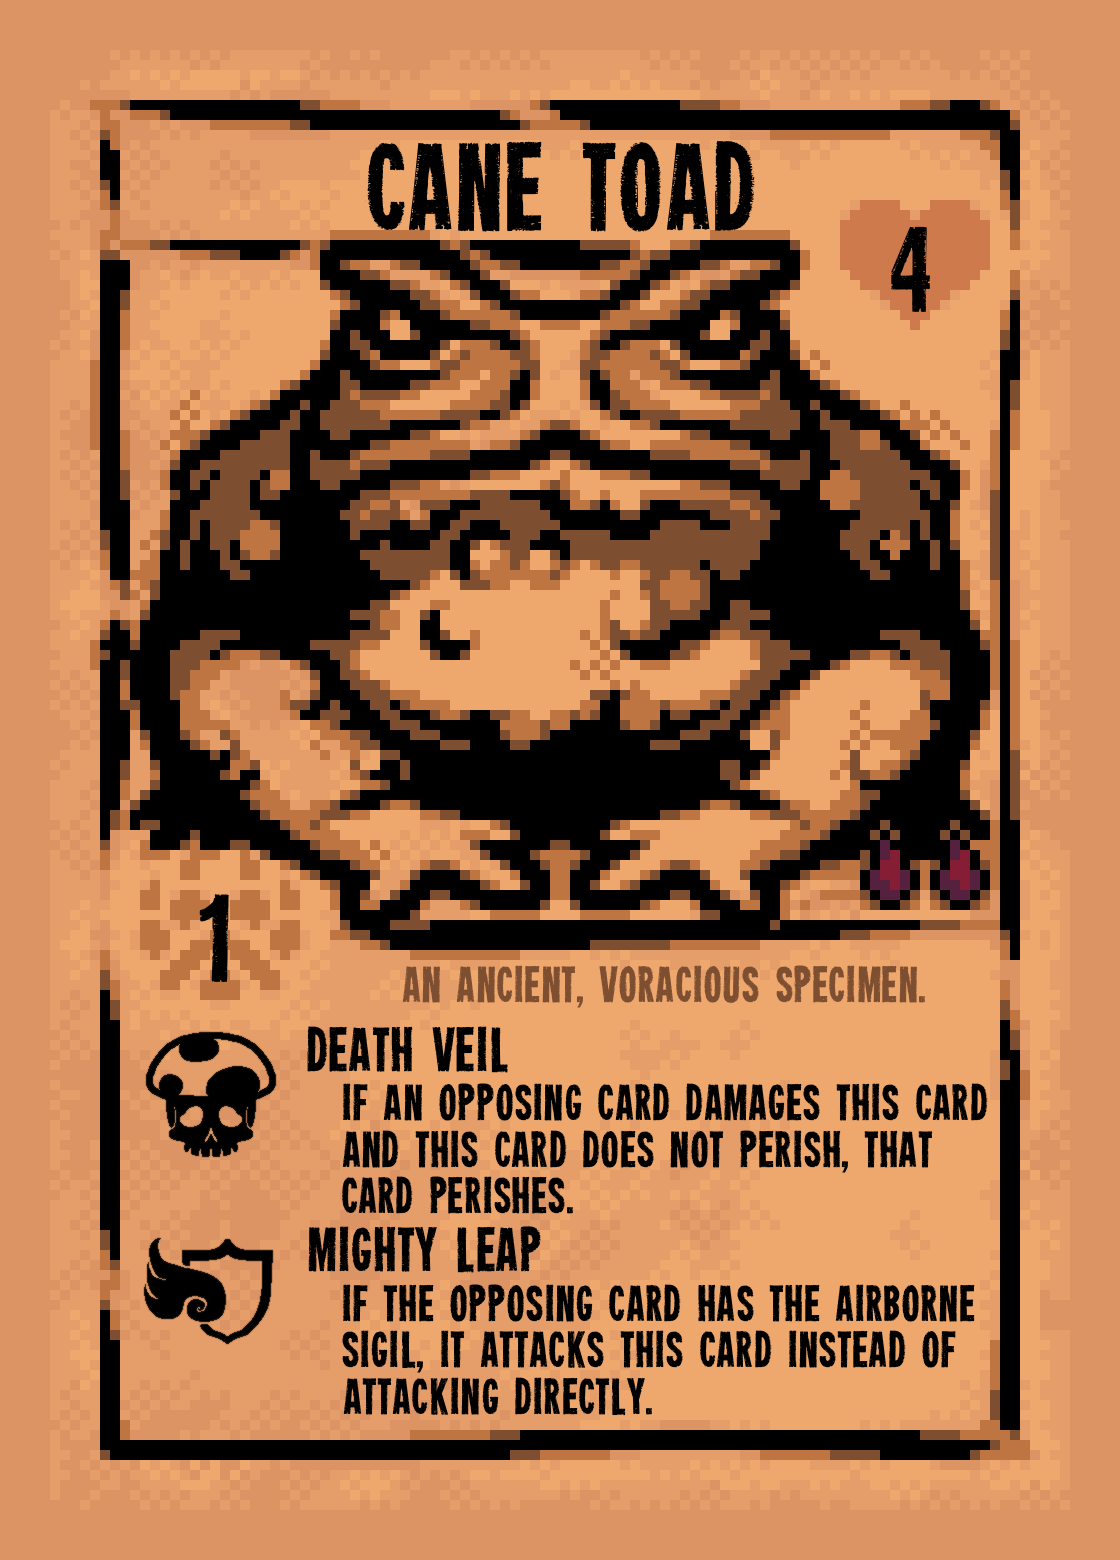 CANE TOAD
4
1
AN ANCIENT, VORACIOUS SPECIMEN.
DEATH VEIL
IF AN OPPOSING CARD DAMAGES THIS CARD
AND THIS CARD DOES NOT PERISH, THAT
CARD PERISHES.
MIGHTY LEAP
IF THE OPPOSING CARD HAS THE AIRBORNE
SIGIL, IT ATTACKS THIS CARD INSTEAD OF
ATTACKING DIRECTLY.